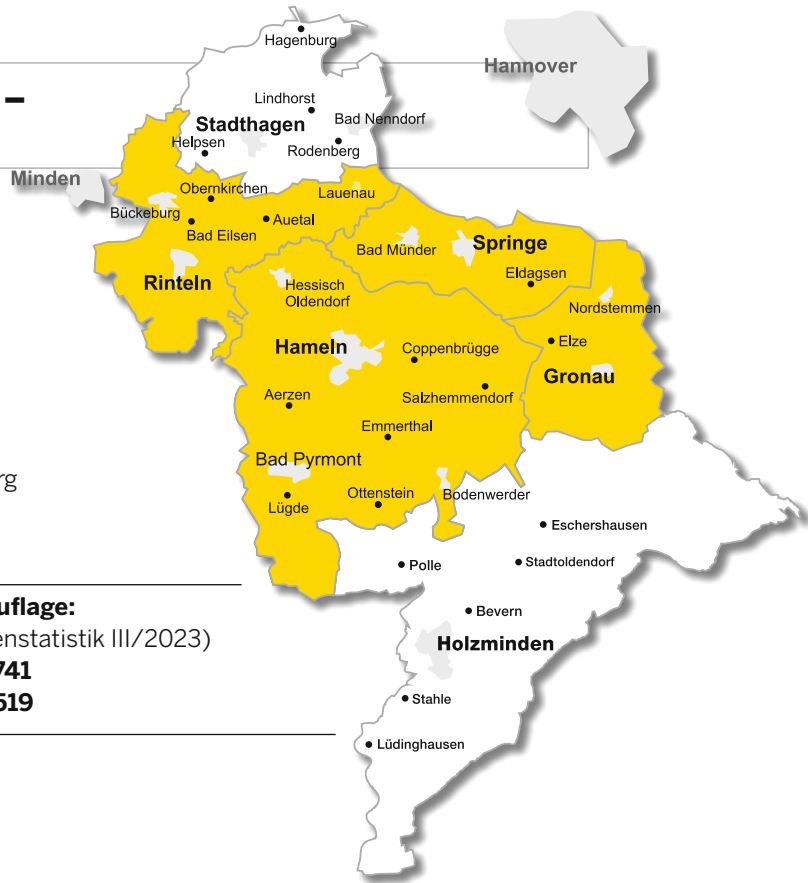 Hagenburg
Hannover
–
Lindhorst
Bad Nenndorf
Stadthagen
Helpsen
Rodenberg
Minden
Obernkirchen
Lauenau
Bückeburg
Auetal
Bad Eilsen
Bad Münder
Springe
Rinteln
Eldagsen
Hessisch
Oldendorf
Nordstemmen
Hameln
Coppenbrügge
Elze
Gronau
Aerzen
Salzhemmendorf
Emmerthal
Bad Pyrmont
rg
Lügde
Ottenstein
Bodenwerder
Eschershausen
Polle
Stadtoldendorf
uflage:
enstatistik III/2023)
Bevern
741
Holzminden
519
Stahle
Lüdinghausen